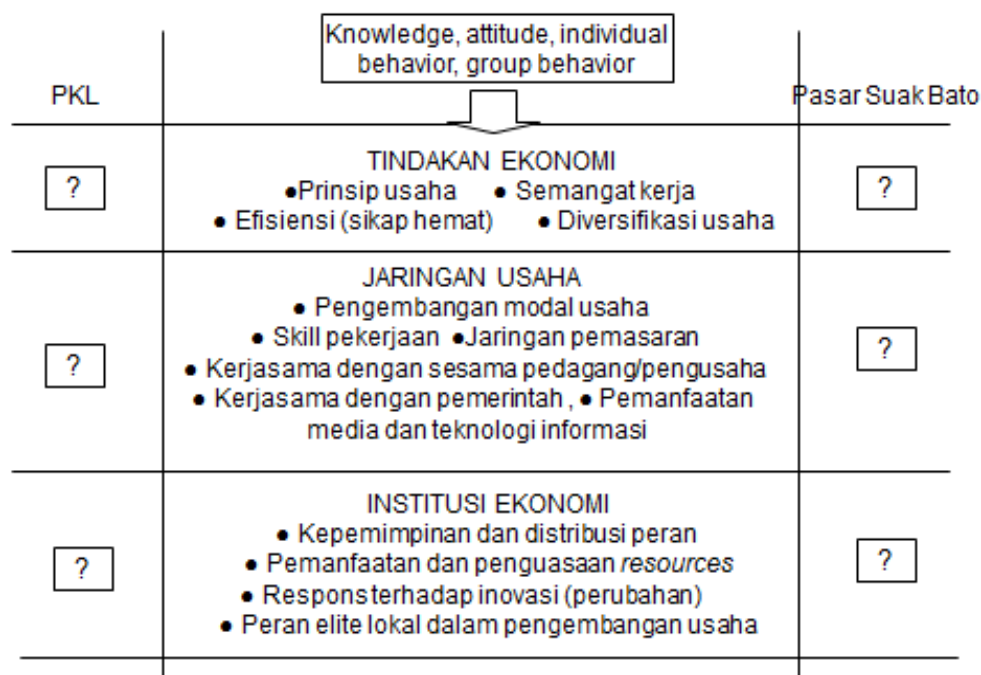 Knowledge, attitude, individual
behavior, group behavior
PKL
Pasar Suak Bato
TINDAKAN EKONOMI
?
●Prinsip usaha ● Semangat kerja
?
● Efisiensi (sikap hemat) ● Diversifikasi usaha
JARINGAN USAHA
● Pengembangan modal usaha
● Skill pekerjaan ●Jaringan pemasaran
?
● Kerjasama dengan sesama pedagang/pengusaha
?
● Kerjasama dengan pemerintah , ● Pemanfaatan
media dan teknologi informasi
INSTITUSI EKONOMI
● Kepemimpinan dan distribusi peran
?
● Pemanfaatan dan penguasaan resources
?
● Respons terhadap inovasi (perubahan)
● Peran elite lokal dalam pengembangan usaha